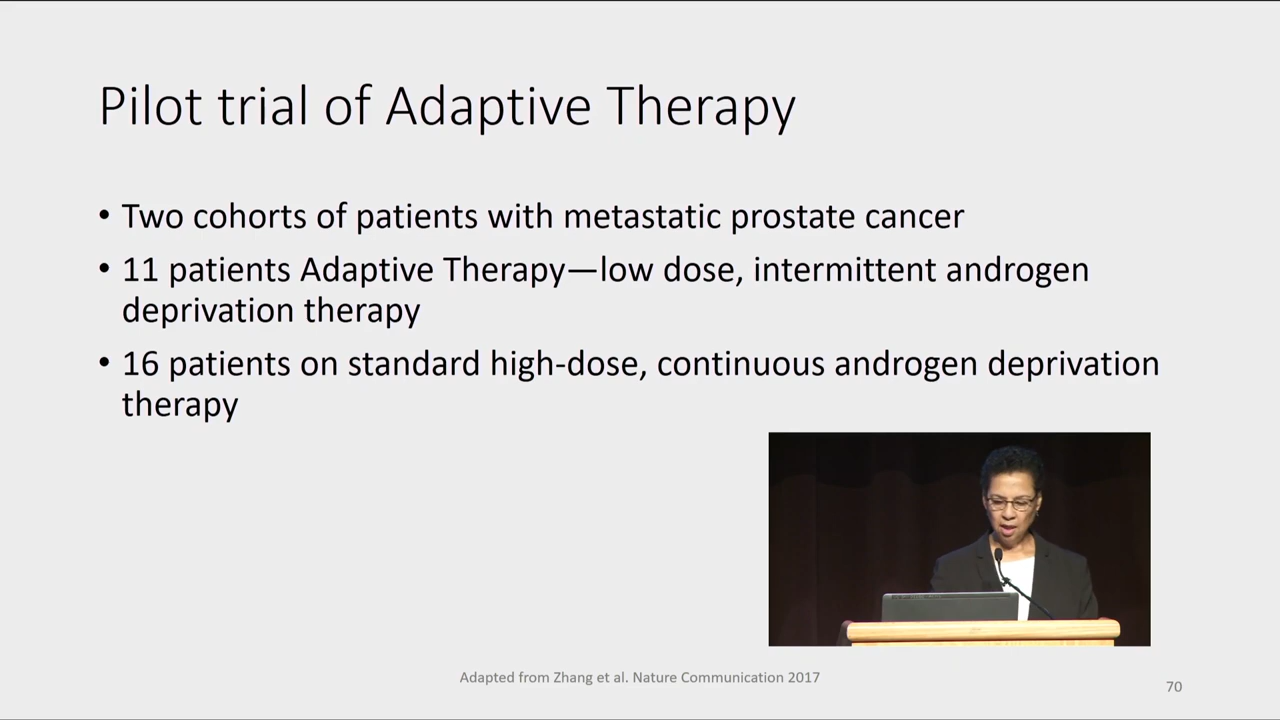 Pilot trial of Adaptive Therapy
• Two cohorts of patients with metastatic prostate cancer
• 11 patients Adaptive Therapy—low dose, intermittent androgen
deprivation therapy
• 16 patients on standard high-dose, continuous androgen deprivation
therapy
Adapted from Zhang et al. Nature Communication 2017
70